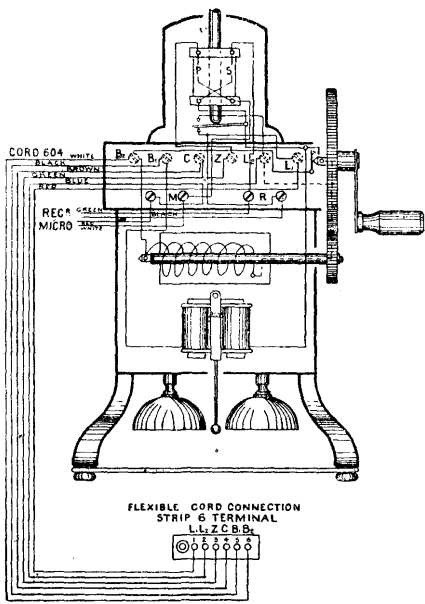 P S
CORD 604 WHITE B₂ B₁ C Z L₂ L₁
BLACK
BROWN
GREEN
BLUE
RED
M R
RECR GREEN
BLACK
MICRO RED
WHITE
FLEXIBLE CORD CONNECTION
STRIP 6 TERMINAL
L₁ L₂ Z C B₁ B₂
1 2 3 4 5 6